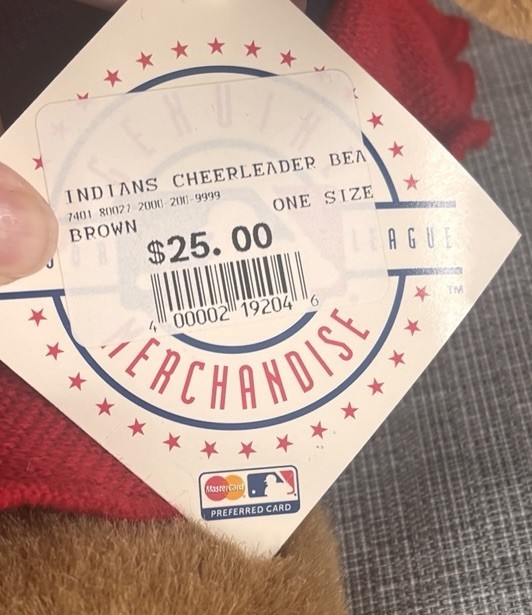 GENUINE
INDIANS CHEERLEADER BEA
7401 80027 2000-200-9999
ONE SIZE
BROWN
$25.00
LEAGUE
4 00002 19204 6
MERCHANDISE
TM
MasterCard
PREFERRED CARD